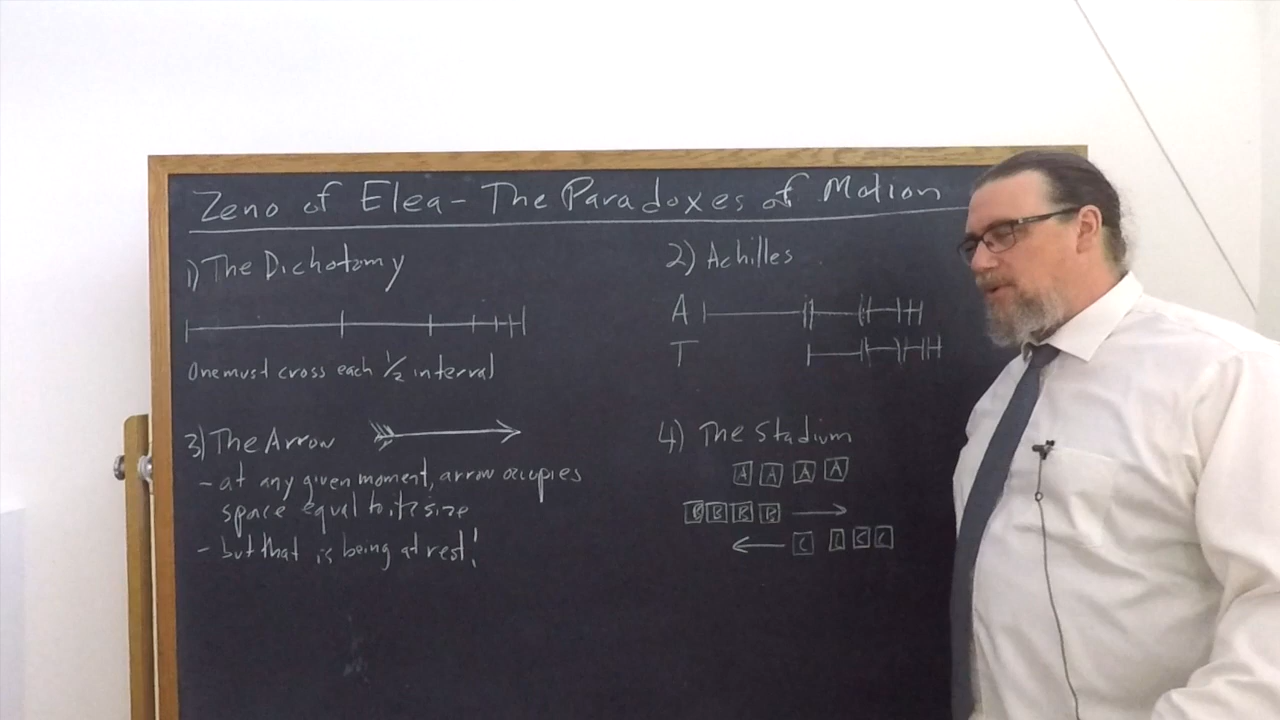 Zeno of Elea - The Paradoxes of Motion
1) The Dichotomy
One must cross each 1/2 interval
2) Achilles
A
T
3) The Arrow
- at any given moment, arrow occupies
space equal to its size
- but that is being at rest!
4) The Stadium
A A A A
B B B B
C C C C